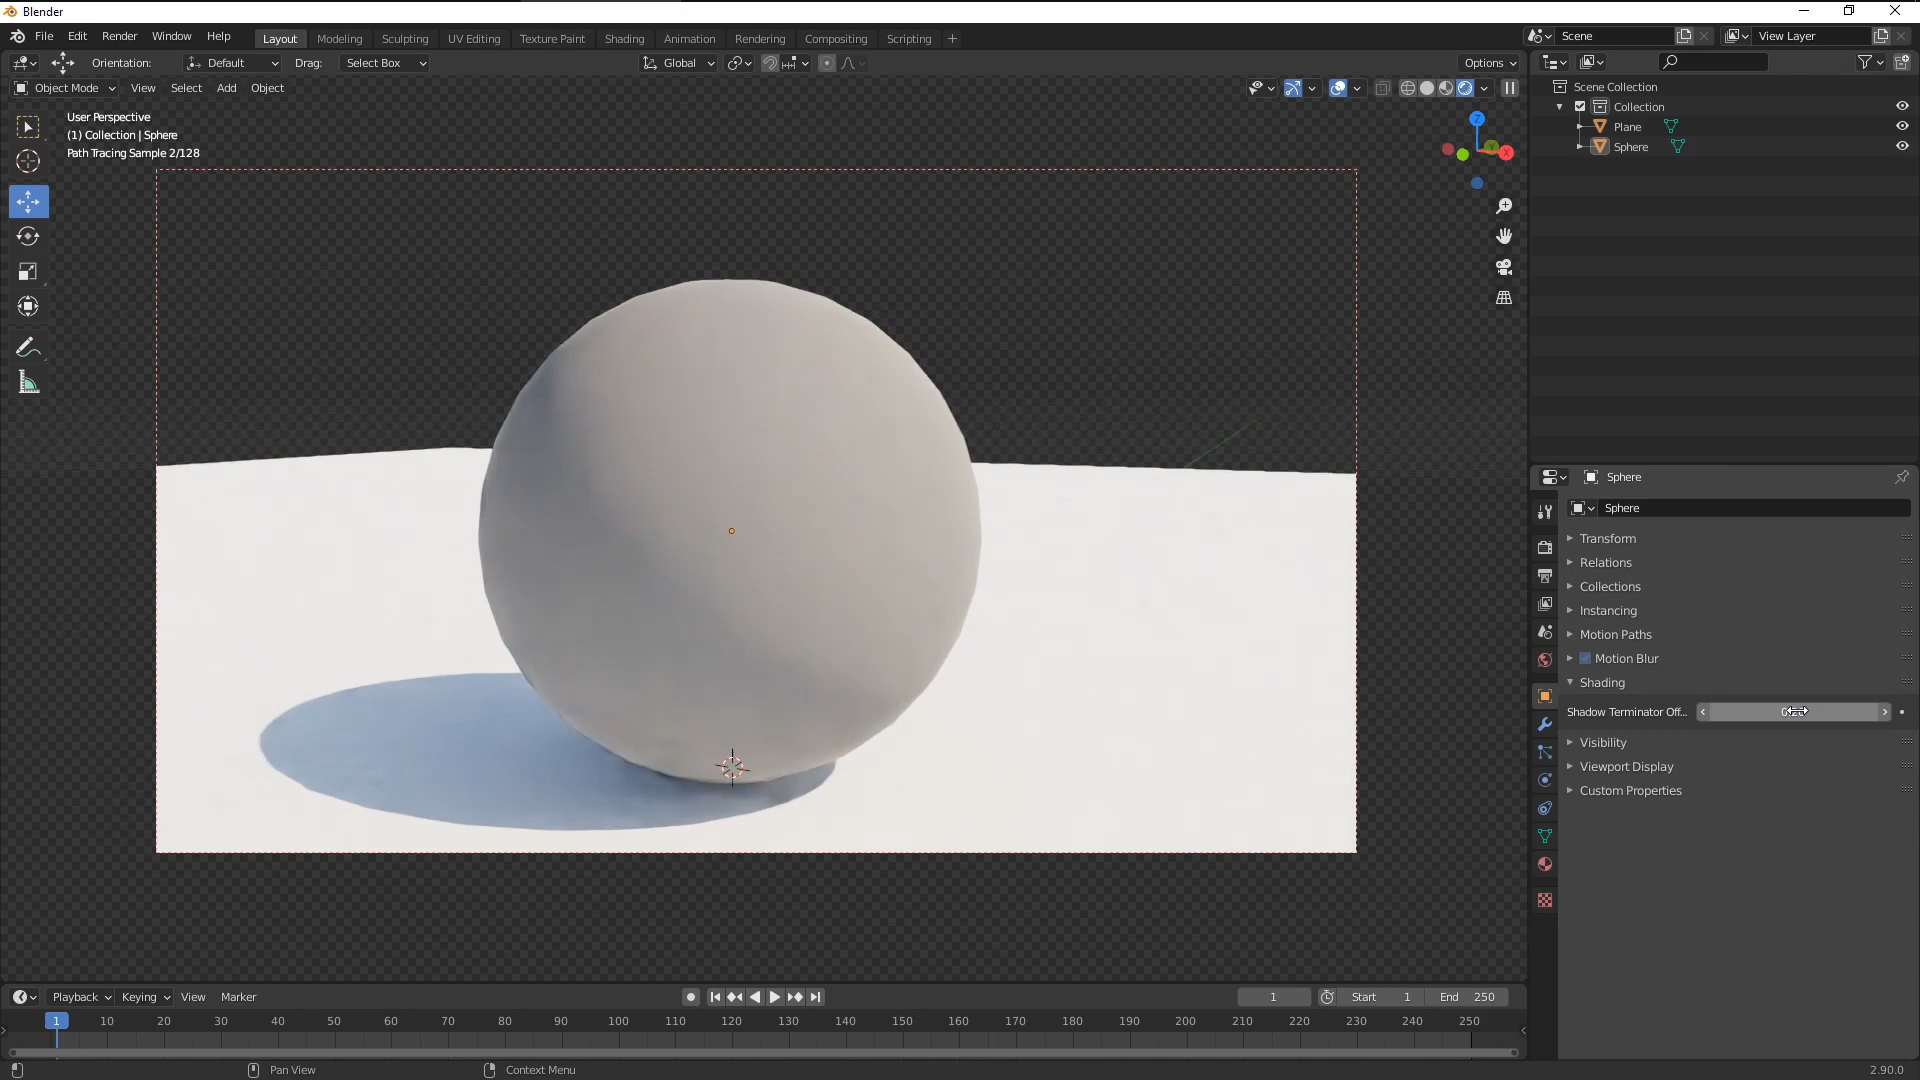 Blender
File Edit Render Window Help Layout Modeling Sculpting UV Editing Texture Paint Shading Animation Rendering Compositing Scripting + Scene View Layer
Orientation: Default Drag: Select Box Global Options
Object Mode View Select Add Object
User Perspective
(1) Collection | Sphere
Path Tracing Sample 2/128
Z
Y
X
Scene Collection
Collection
Plane
Sphere
Sphere
Sphere
Transform
Relations
Collections
Instancing
Motion Paths
Motion Blur
Shading
Shadow Terminator Off...
Visibility
Viewport Display
Custom Properties
Playback Keying View Marker 1 Start 1 End 250
1 10 20 30 40 50 60 70 80 90 100 110 120 130 140 150 160 170 180 190 200 210 220 230 240 250
Pan View Context Menu 2.90.0